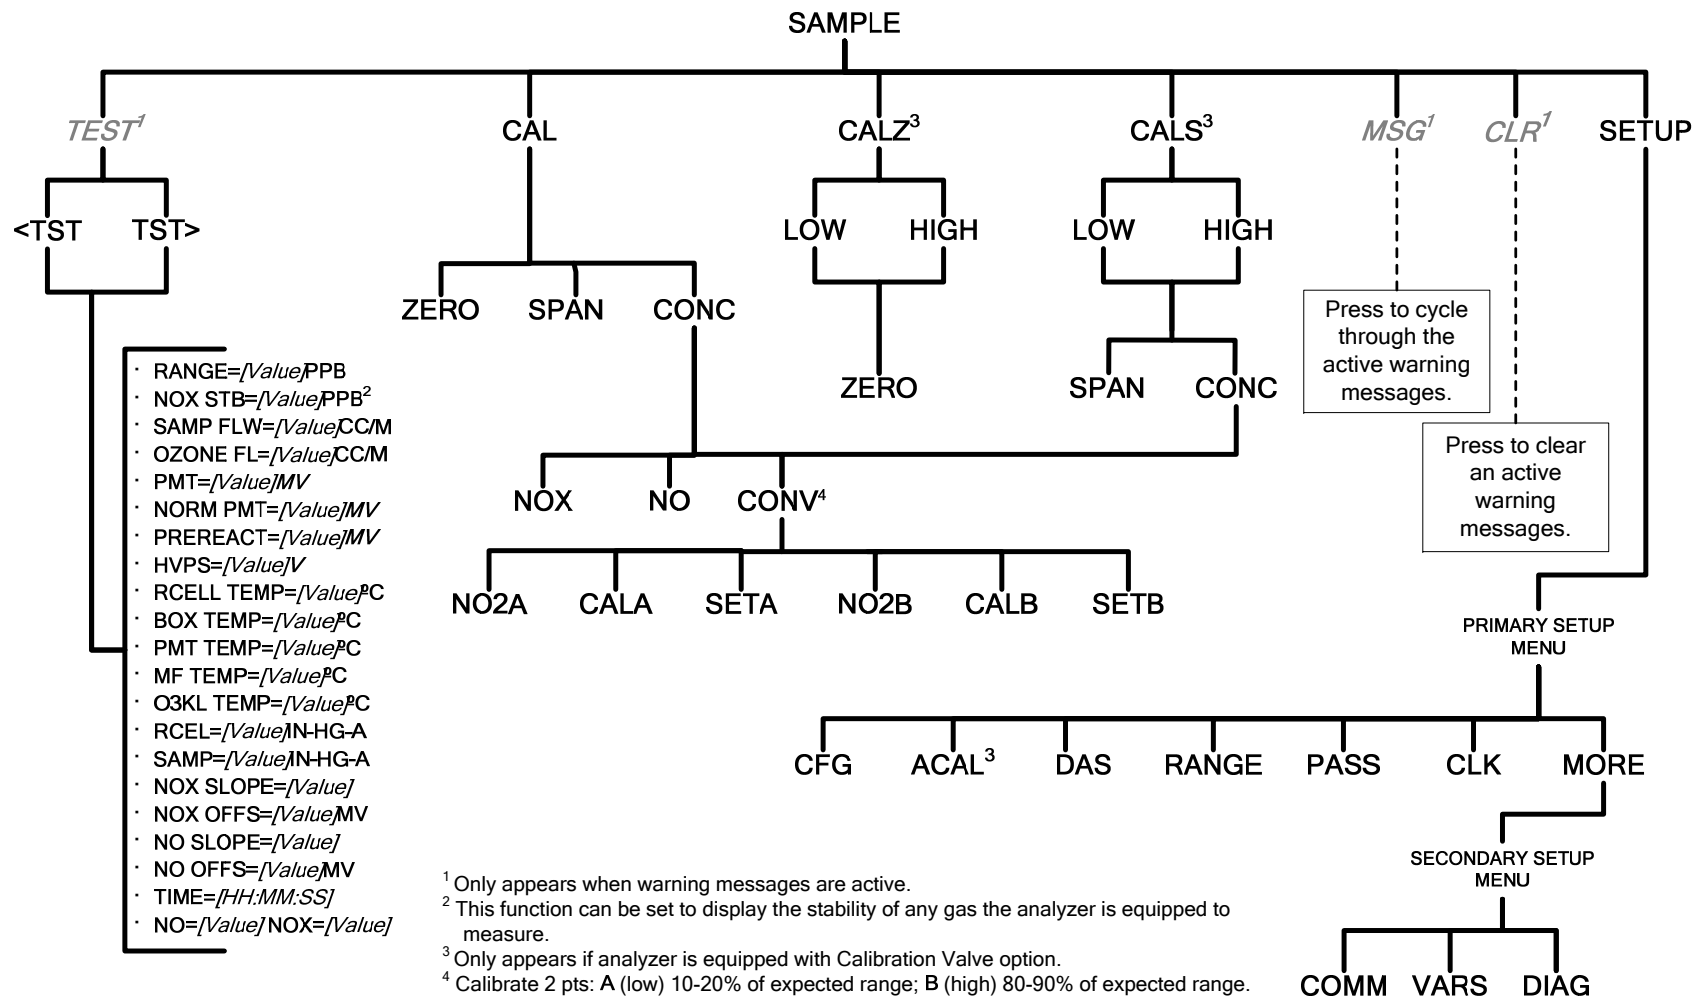 SAMPLE
TEST¹ CAL CALZ³ CALS³ MSG¹ CLR¹ SETUP
<TST TST> LOW HIGH LOW HIGH
ZERO SPAN CONC
Press to cycle
through the
active warning
messages.
ZERO SPAN CONC
Press to clear
an active
warning
messages.
· RANGE=[Value]PPB
· NOX STB=[Value]PPB²
· SAMP FLW=[Value]CC/M
· OZONE FL=[Value]CC/M
· PMT=[Value]MV
· NORM PMT=[Value]MV
· PREREACT=[Value]MV
· HVPS=[Value]V
· RCELL TEMP=[Value]ºC
· BOX TEMP=[Value]ºC
· PMT TEMP=[Value]ºC
· MF TEMP=[Value]ºC
· O3KL TEMP=[Value]ºC
· RCEL=[Value]IN-HG-A
· SAMP=[Value]IN-HG-A
· NOX SLOPE=[Value]
· NOX OFFS=[Value]MV
· NO SLOPE=[Value]
· NO OFFS=[Value]MV
· TIME=[HH:MM:SS]
· NO=[Value] NOX=[Value]
NOX NO CONV⁴
NO2A CALA SETA NO2B CALB SETB
PRIMARY SETUP
MENU
CFG ACAL³ DAS RANGE PASS CLK MORE
SECONDARY SETUP
MENU
COMM VARS DIAG
¹ Only appears when warning messages are active.
² This function can be set to display the stability of any gas the analyzer is equipped to
measure.
³ Only appears if analyzer is equipped with Calibration Valve option.
⁴ Calibrate 2 pts: A (low) 10-20% of expected range; B (high) 80-90% of expected range.